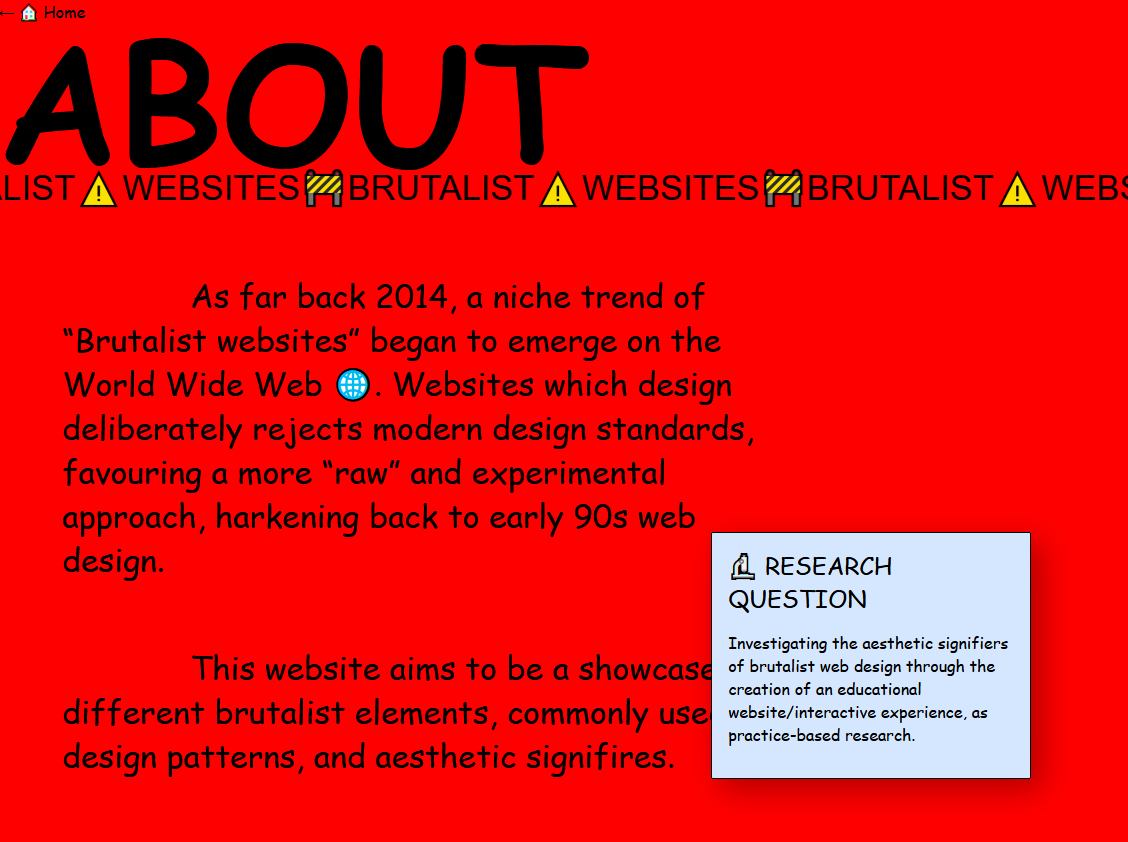 ← 🏠 Home
ABOUT
ALIST⚠️WEBSITES🚧BRUTALIST⚠️WEBSITES🚧BRUTALIST⚠️WEBS
As far back 2014, a niche trend of
“Brutalist websites” began to emerge on the
World Wide Web 🌐. Websites which design
deliberately rejects modern design standards,
favouring a more “raw” and experimental
approach, harkening back to early 90s web
design.
This website aims to be a showcase
different brutalist elements, commonly use
design patterns, and aesthetic signifires.
RESEARCH
QUESTION
Investigating the aesthetic signifiers
of brutalist web design through the
creation of an educational
website/interactive experience, as
practice-based research.